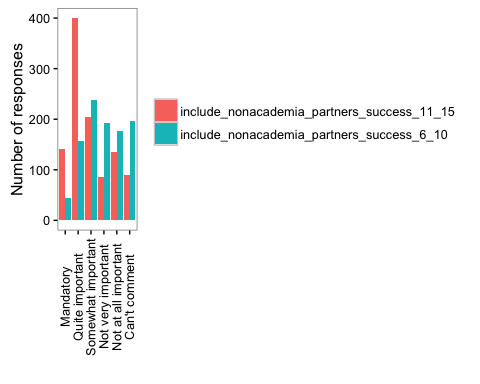 Number of responses
400
300
200
100
0
Mandatory
Quite important
Somewhat important
Not very important
Not at all important
Can't comment
include_nonacademia_partners_success_11_15
include_nonacademia_partners_success_6_10